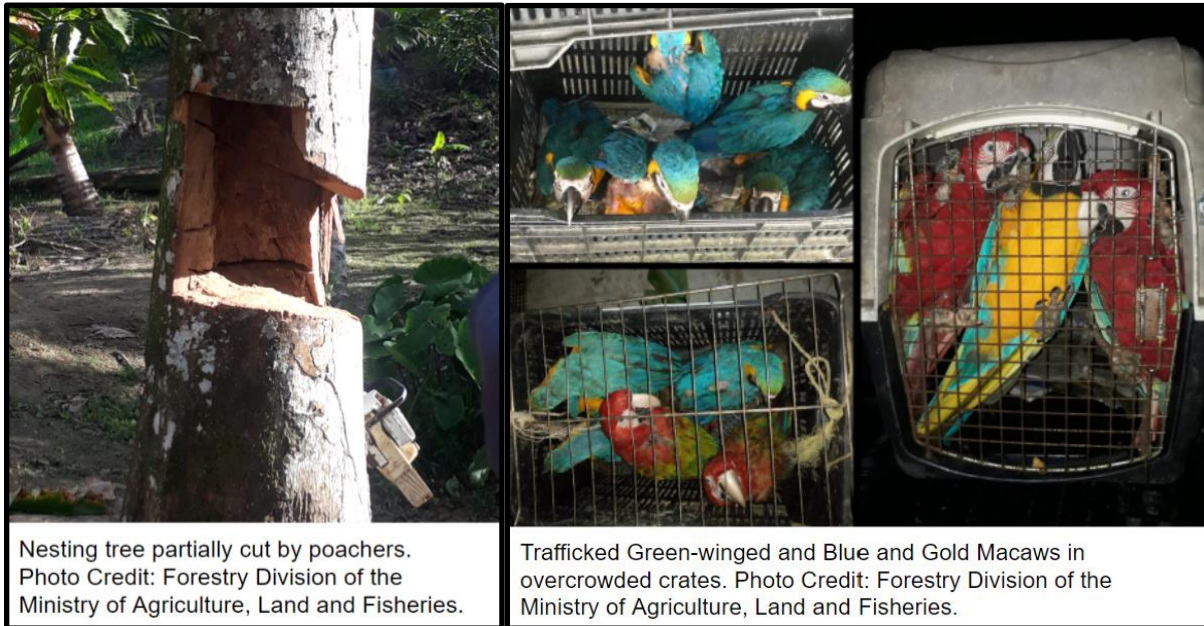 Nesting tree partially cut by poachers.
Photo Credit: Forestry Division of the
Ministry of Agriculture, Land and Fisheries.
Trafficked Green-winged and Blue and Gold Macaws in
overcrowded crates. Photo Credit: Forestry Division of the
Ministry of Agriculture, Land and Fisheries.